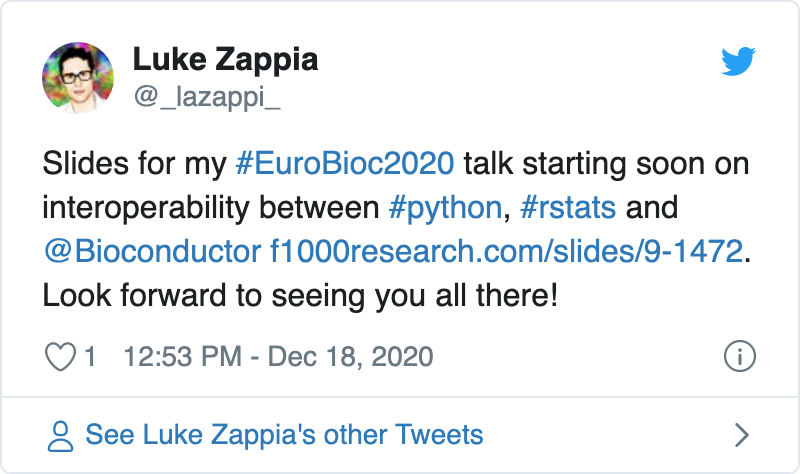 Luke Zappia
@_lazappi_
Slides for my #EuroBioc2020 talk starting soon on
interoperability between #python, #rstats and
@Bioconductor f1000research.com/slides/9-1472.
Look forward to seeing you all there!
1 12:53 PM - Dec 18, 2020
See Luke Zappia's other Tweets